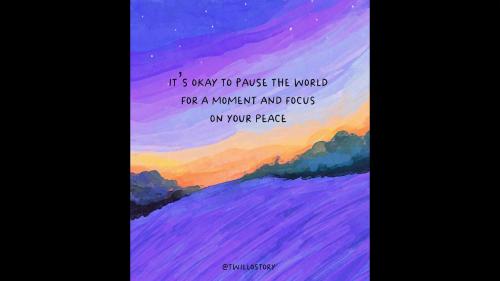 IT'S OKAY TO PAUSE THE WORLD
FOR A MOMENT AND FOCUS
ON YOUR PEACE
@TWILLOSTORY